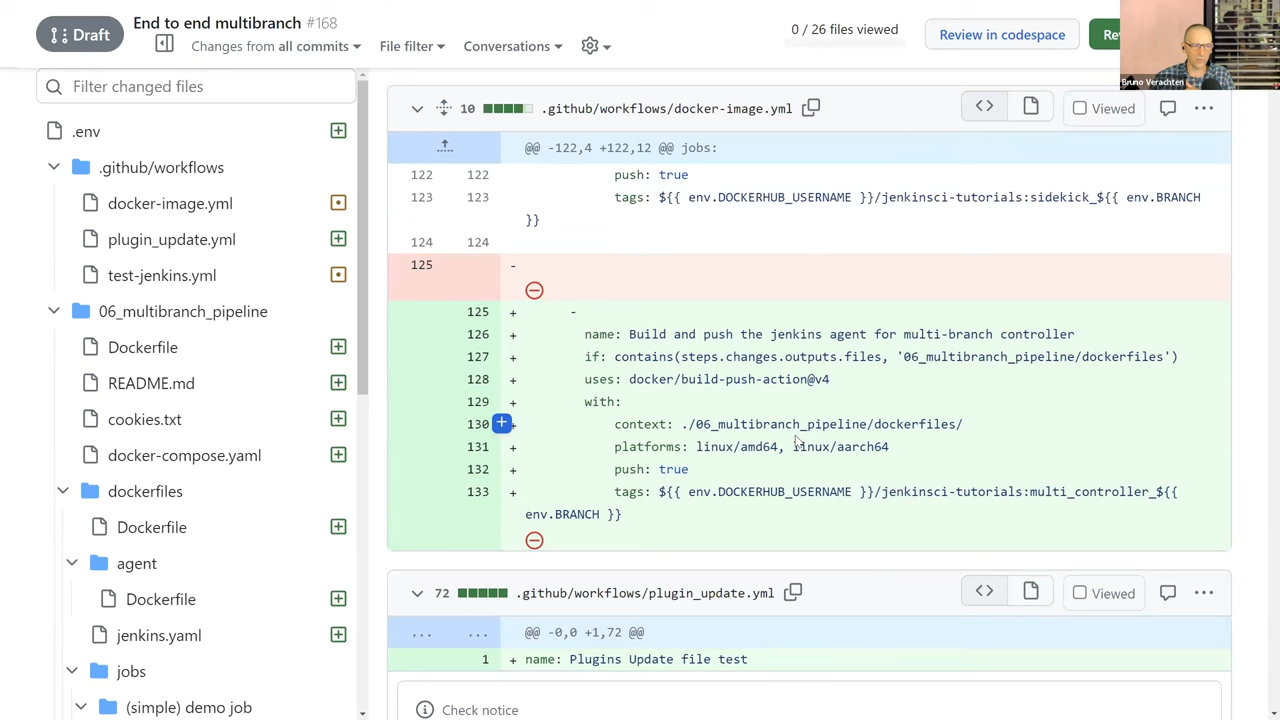 Draft
End to end multibranch #168
Changes from all commits
File filter
Conversations
0 / 26 files viewed
Review in codespace
Bruno Verachten
Filter changed files
.env
.github/workflows
docker-image.yml
plugin_update.yml
test-jenkins.yml
06_multibranch_pipeline
Dockerfile
README.md
cookies.txt
docker-compose.yaml
dockerfiles
Dockerfile
agent
Dockerfile
jenkins.yaml
jobs
(simple) demo job
10 .github/workflows/docker-image.yml
Viewed
@@ -122,4 +122,12 @@ jobs:
122 122 push: true
123 123 tags: ${{ env.DOCKERHUB_USERNAME }}/jenkinsci-tutorials:sidekick_${{ env.BRANCH
}}
124 124
125 -
125 + -
126 + name: Build and push the jenkins agent for multi-branch controller
127 + if: contains(steps.changes.outputs.files, '06_multibranch_pipeline/dockerfiles')
128 + uses: docker/build-push-action@v4
129 + with:
130 + context: ./06_multibranch_pipeline/dockerfiles/
131 + platforms: linux/amd64, linux/aarch64
132 + push: true
133 + tags: ${{ env.DOCKERHUB_USERNAME }}/jenkinsci-tutorials:multi_controller_${{
env.BRANCH }}
72 .github/workflows/plugin_update.yml
Viewed
... ... @@ -0,0 +1,72 @@
1 + name: Plugins Update file test
Check notice